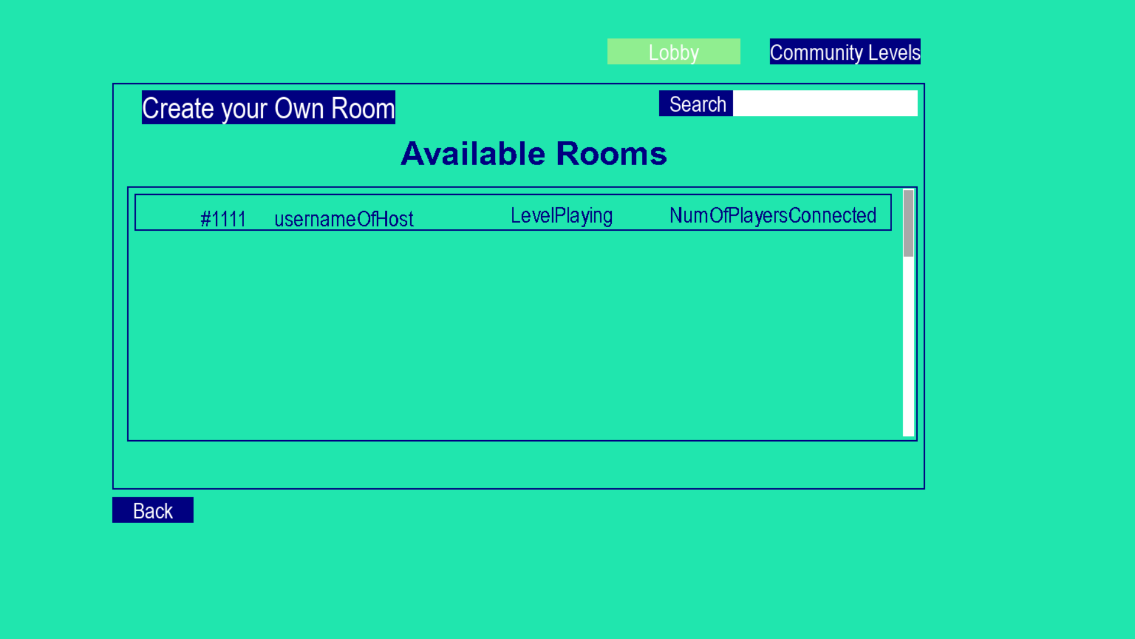 Lobby
Community Levels
Create your Own Room
Search
Available Rooms
#1111 usernameOfHost LevelPlaying NumOfPlayersConnected
Back